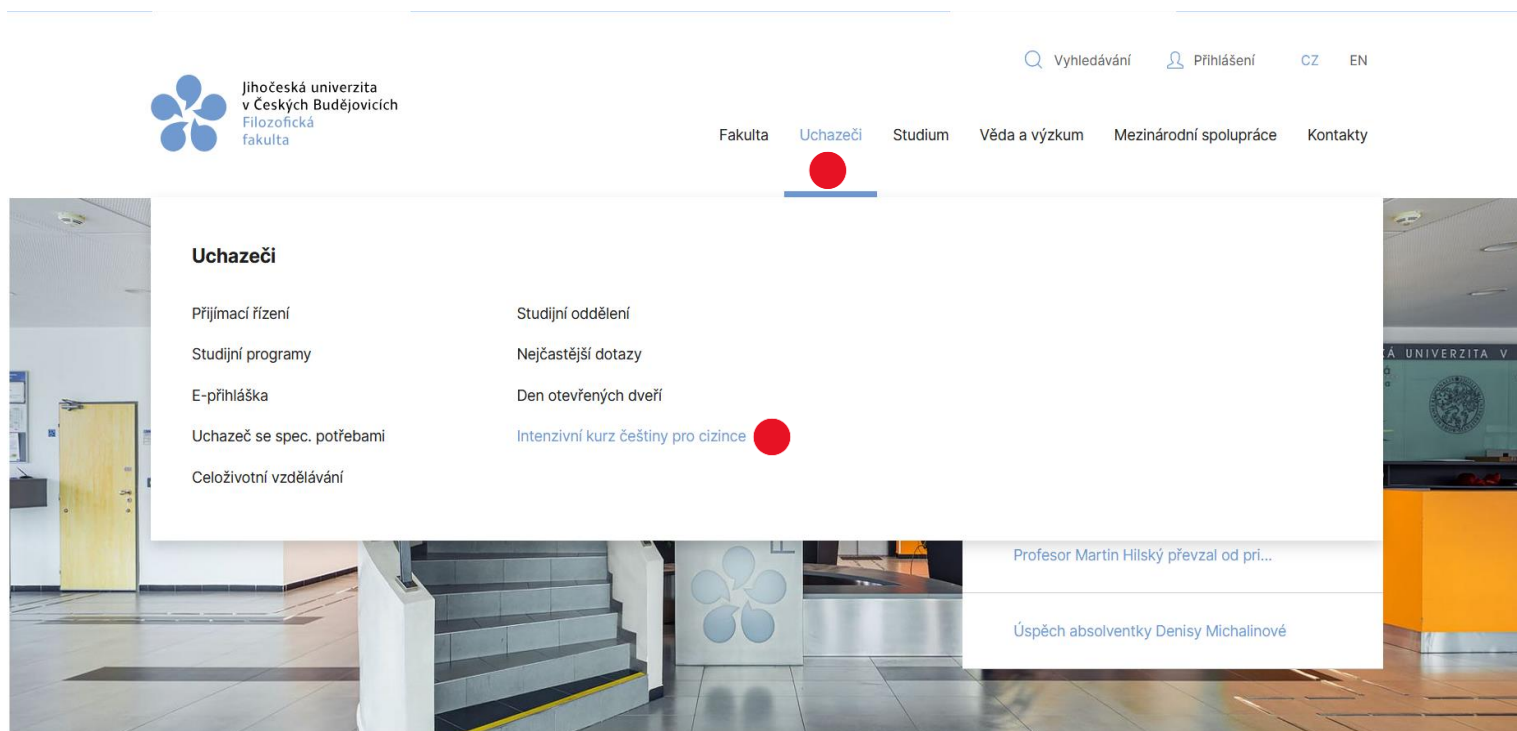 Vyhledávání
Přihlášení
CZ
EN
Jihočeská univerzita
v Českých Budějovicích
Filozofická
fakulta
Fakulta
Uchazeči
Studium
Věda a výzkum
Mezinárodní spolupráce
Kontakty
Uchazeči
Přijímací řízení
Studijní programy
E-přihláška
Uchazeč se spec. potřebami
Celoživotní vzdělávání
Studijní oddělení
Nejčastější dotazy
Den otevřených dveří
Intenzivní kurz češtiny pro cizince
Á UNIVERZITA V
Profesor Martin Hilský převzal od pri...
Úspěch absolventky Denisy Michalinové